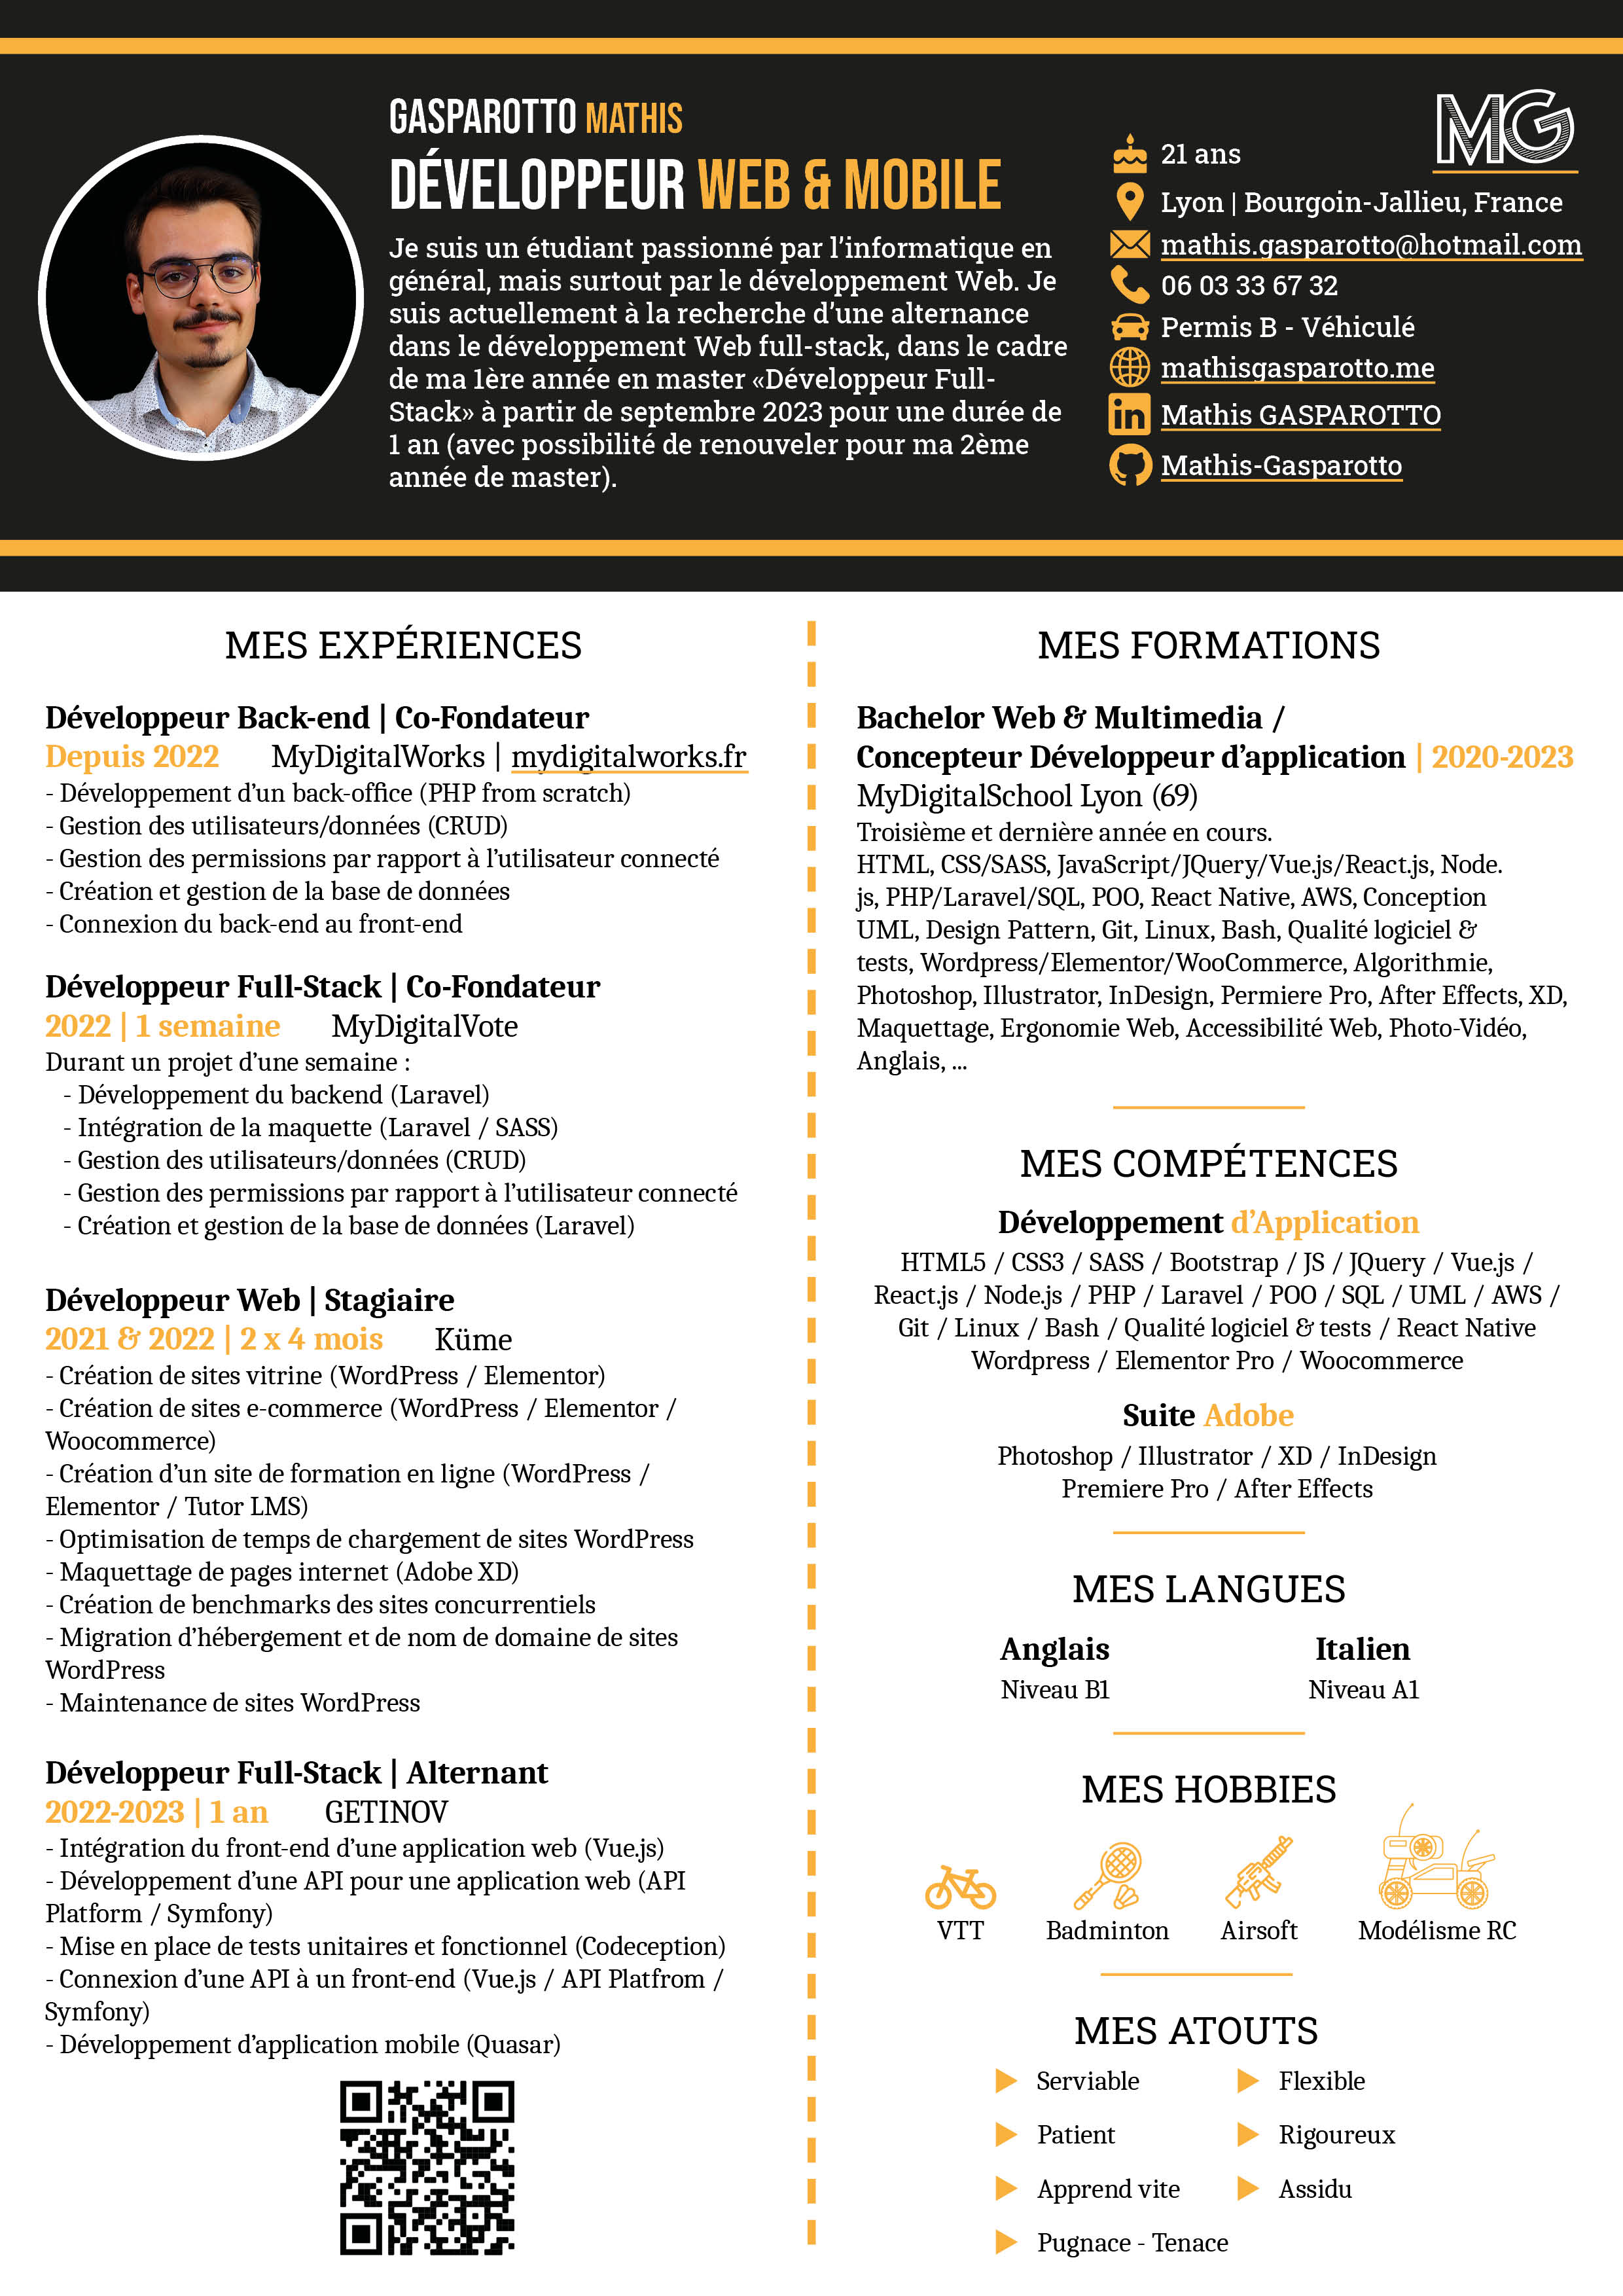 GASPAROTTO MATHIS
DÉVELOPPEUR WEB & MOBILE
Je suis un étudiant passionné par l’informatique en
général, mais surtout par le développement Web. Je
suis actuellement à la recherche d’une alternance
dans le développement Web full-stack, dans le cadre
de ma 1ère année en master «Développeur Full-
Stack» à partir de septembre 2023 pour une durée de
1 an (avec possibilité de renouveler pour ma 2ème
année de master).
MG
21 ans
Lyon | Bourgoin-Jallieu, France
mathis.gasparotto@hotmail.com
06 03 33 67 32
Permis B - Véhiculé
mathisgasparotto.me
in Mathis GASPAROTTO
Mathis-Gasparotto
MES EXPÉRIENCES
Développeur Back-end | Co-Fondateur
Depuis 2022 MyDigitalWorks | mydigitalworks.fr
- Développement d’un back-office (PHP from scratch)
- Gestion des utilisateurs/données (CRUD)
- Gestion des permissions par rapport à l’utilisateur connecté
- Création et gestion de la base de données
- Connexion du back-end au front-end
Développeur Full-Stack | Co-Fondateur
2022 | 1 semaine MyDigitalVote
Durant un projet d’une semaine :
- Développement du backend (Laravel)
- Intégration de la maquette (Laravel / SASS)
- Gestion des utilisateurs/données (CRUD)
- Gestion des permissions par rapport à l’utilisateur connecté
- Création et gestion de la base de données (Laravel)
Développeur Web | Stagiaire
2021 & 2022 | 2 x 4 mois Küme
- Création de sites vitrine (WordPress / Elementor)
- Création de sites e-commerce (WordPress / Elementor /
Woocommerce)
- Création d’un site de formation en ligne (WordPress /
Elementor / Tutor LMS)
- Optimisation de temps de chargement de sites WordPress
- Maquettage de pages internet (Adobe XD)
- Création de benchmarks des sites concurrentiels
- Migration d’hébergement et de nom de domaine de sites
WordPress
- Maintenance de sites WordPress
Développeur Full-Stack | Alternant
2022-2023 | 1 an GETINOV
- Intégration du front-end d’une application web (Vue.js)
- Développement d’une API pour une application web (API
Platform / Symfony)
- Mise en place de tests unitaires et fonctionnel (Codeception)
- Connexion d’une API à un front-end (Vue.js / API Platfrom /
Symfony)
- Développement d’application mobile (Quasar)
MES FORMATIONS
Bachelor Web & Multimedia /
Concepteur Développeur d’application | 2020-2023
MyDigitalSchool Lyon (69)
Troisième et dernière année en cours.
HTML, CSS/SASS, JavaScript/JQuery/Vue.js/React.js, Node.
js, PHP/Laravel/SQL, POO, React Native, AWS, Conception
UML, Design Pattern, Git, Linux, Bash, Qualité logiciel &
tests, Wordpress/Elementor/WooCommerce, Algorithmie,
Photoshop, Illustrator, InDesign, Permiere Pro, After Effects, XD,
Maquettage, Ergonomie Web, Accessibilité Web, Photo-Vidéo,
Anglais, ...
MES COMPÉTENCES
Développement d’Application
HTML5 / CSS3 / SASS / Bootstrap / JS / JQuery / Vue.js /
React.js / Node.js / PHP / Laravel / POO / SQL / UML / AWS /
Git / Linux / Bash / Qualité logiciel & tests / React Native
Wordpress / Elementor Pro / Woocommerce
Suite Adobe
Photoshop / Illustrator / XD / InDesign
Premiere Pro / After Effects
MES LANGUES
Anglais Italien
Niveau B1 Niveau A1
MES HOBBIES
VTT Badminton Airsoft Modélisme RC
MES ATOUTS
Serviable Flexible
Patient Rigoureux
Apprend vite Assidu
Pugnace - Tenace